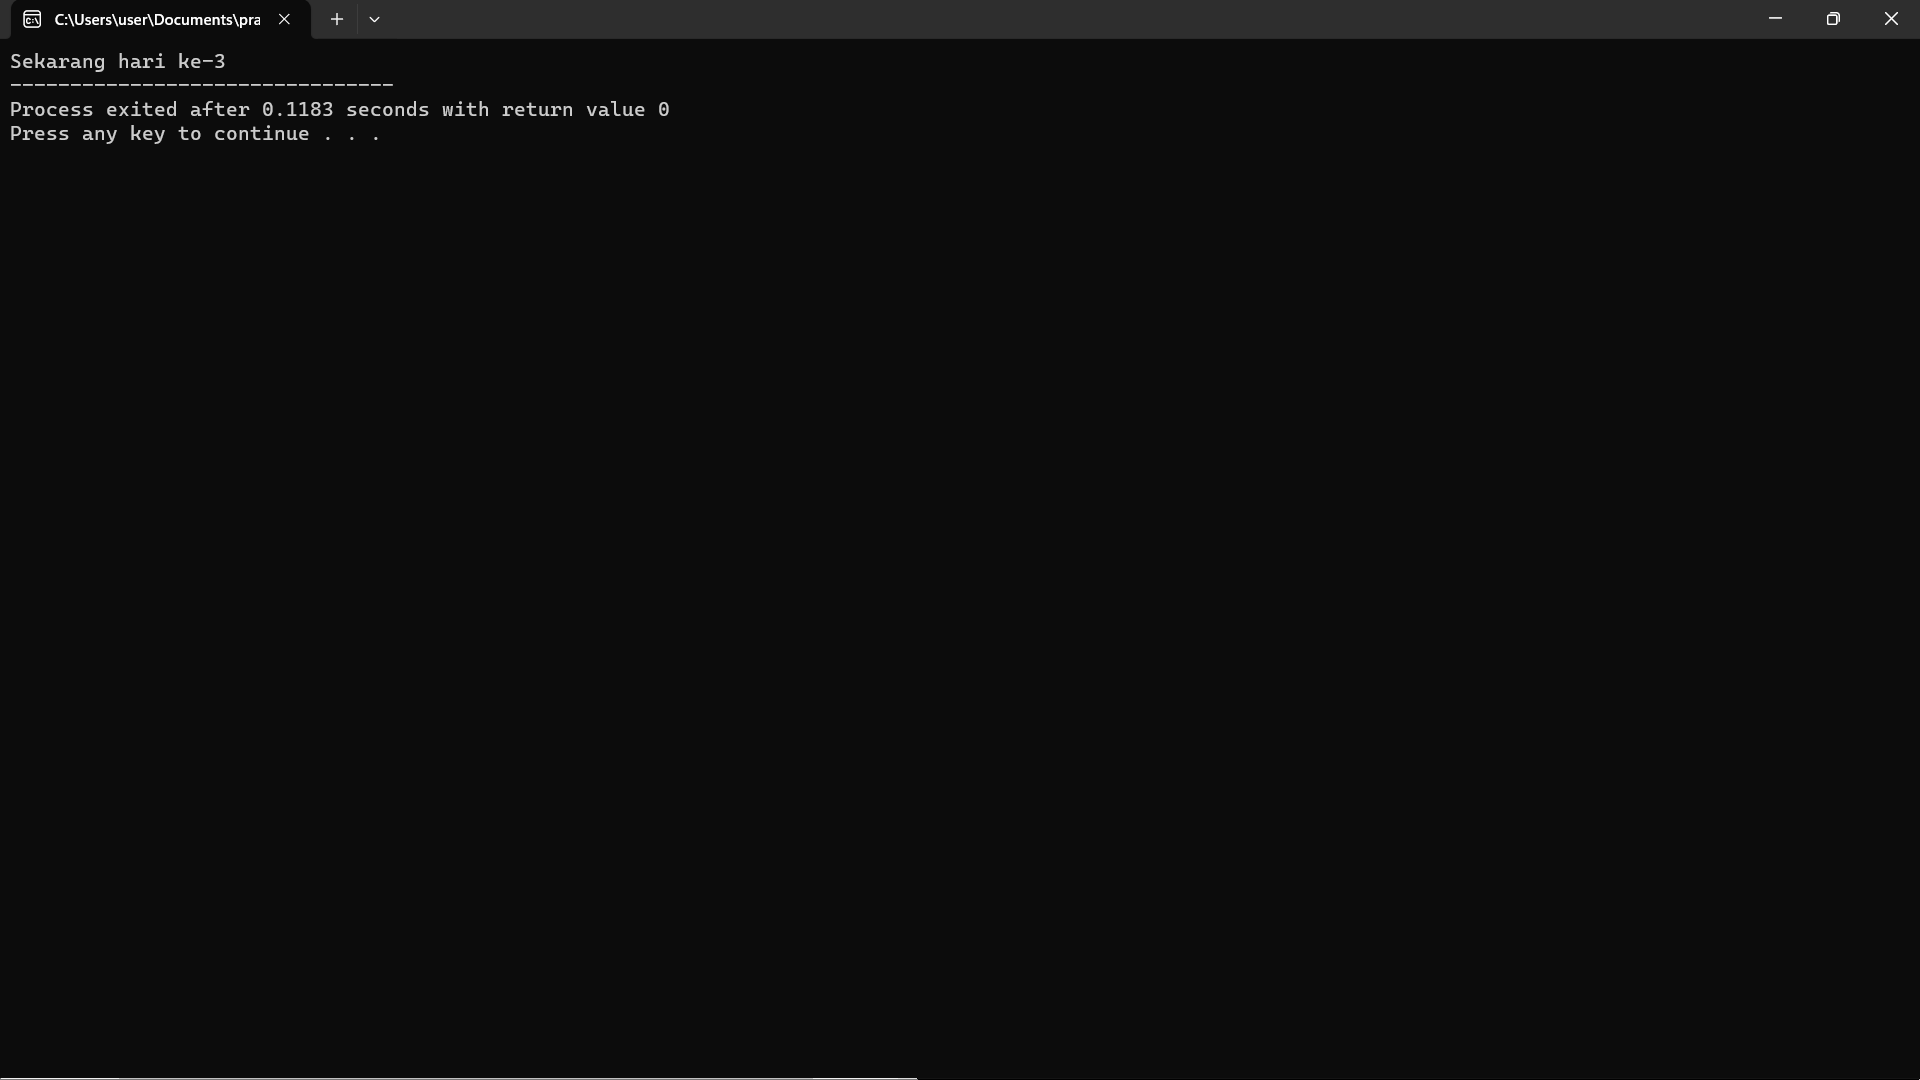 C:\Users\user\Documents\pra
Sekarang hari ke-3
--------------------------------
Process exited after 0.1183 seconds with return value 0
Press any key to continue . . .